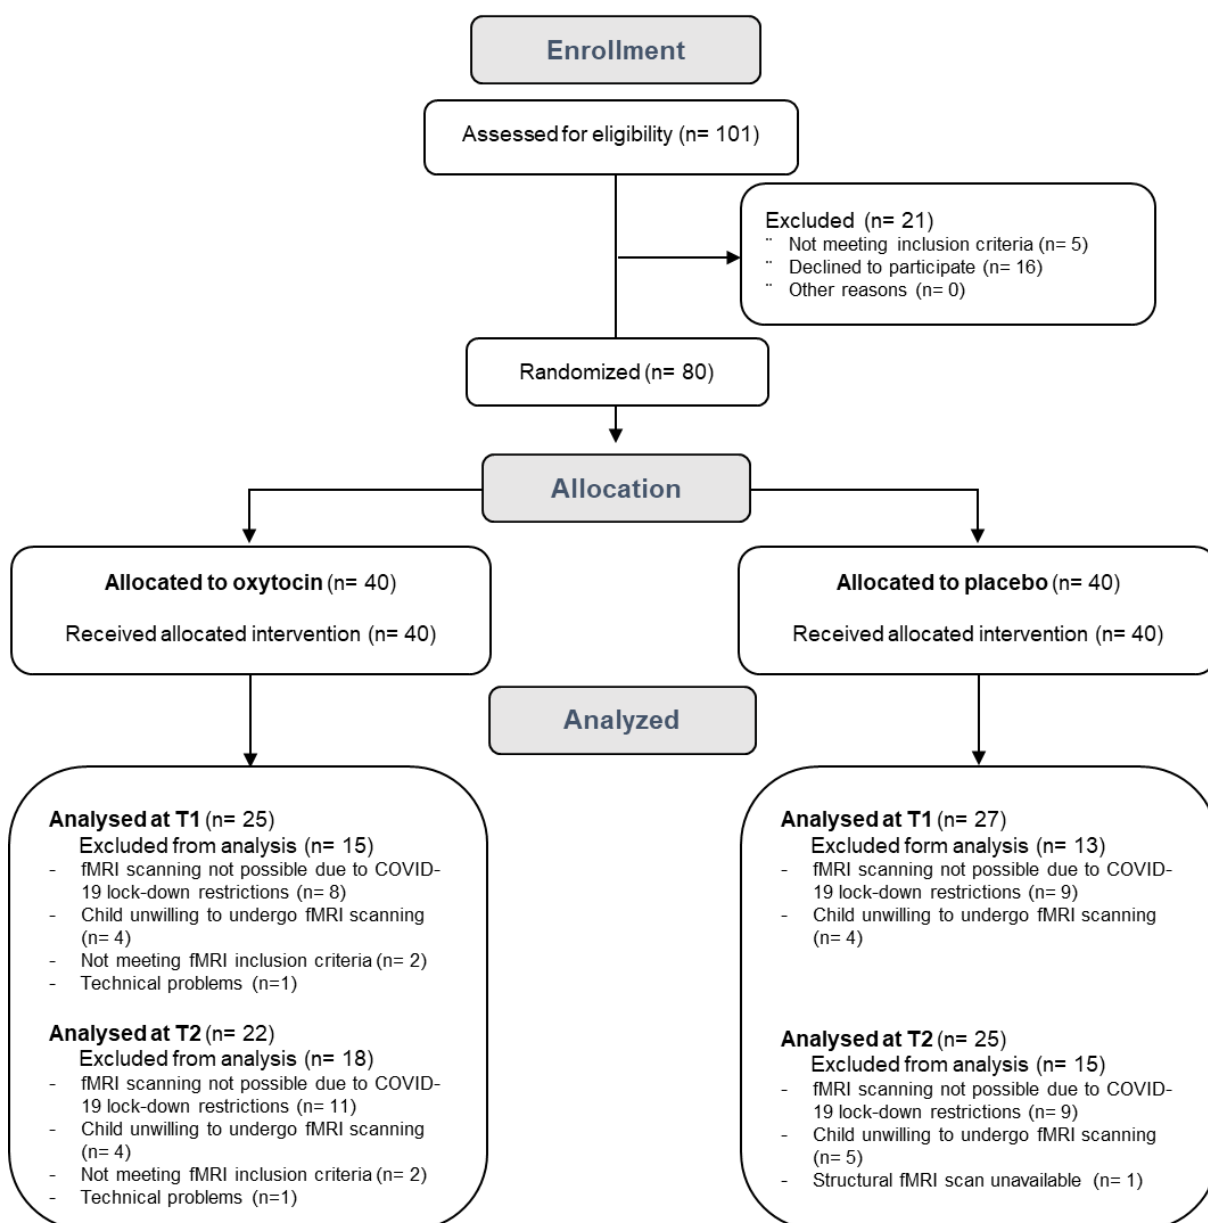 Enrollment
Assessed for eligibility (n= 101)
Excluded (n= 21)
¨ Not meeting inclusion criteria (n= 5)
¨ Declined to participate (n= 16)
¨ Other reasons (n= 0)
Randomized (n= 80)
Allocation
Allocated to oxytocin (n= 40)
Received allocated intervention (n= 40)
Allocated to placebo (n= 40)
Received allocated intervention (n= 40)
Analyzed
Analysed at T1 (n= 25)
Excluded from analysis (n= 15)
- fMRI scanning not possible due to COVID-
19 lock-down restrictions (n= 8)
- Child unwilling to undergo fMRI scanning
(n= 4)
- Not meeting fMRI inclusion criteria (n= 2)
- Technical problems (n=1)
Analysed at T2 (n= 22)
Excluded from analysis (n= 18)
- fMRI scanning not possible due to COVID-
19 lock-down restrictions (n= 11)
- Child unwilling to undergo fMRI scanning
(n= 4)
- Not meeting fMRI inclusion criteria (n= 2)
- Technical problems (n=1)
Analysed at T1 (n= 27)
Excluded form analysis (n= 13)
- fMRI scanning not possible due to COVID-
19 lock-down restrictions (n= 9)
- Child unwilling to undergo fMRI scanning
(n= 4)
Analysed at T2 (n= 25)
Excluded from analysis (n= 15)
- fMRI scanning not possible due to COVID-
19 lock-down restrictions (n= 9)
- Child unwilling to undergo fMRI scanning
(n= 5)
- Structural fMRI scan unavailable (n= 1)